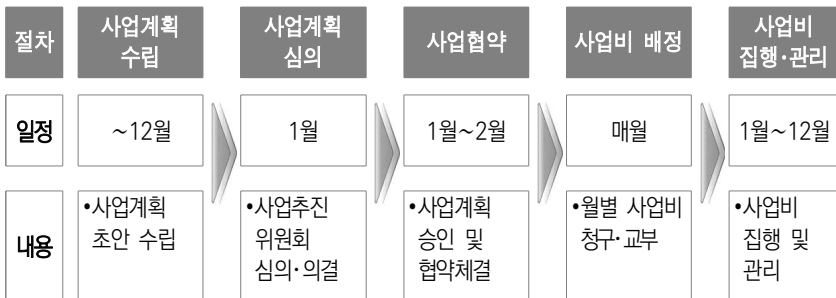 절차
사업계획
수립
사업계획
심의
사업협약
사업비 배정
사업비
집행·관리
일정
~12월
1월
1월~2월
매월
1월~12월
내용
•사업계획
초안 수립
•사업추진
위원회
심의·의결
•사업계획
승인 및
협약체결
•월별 사업비
청구·교부
•사업비
집행 및
관리